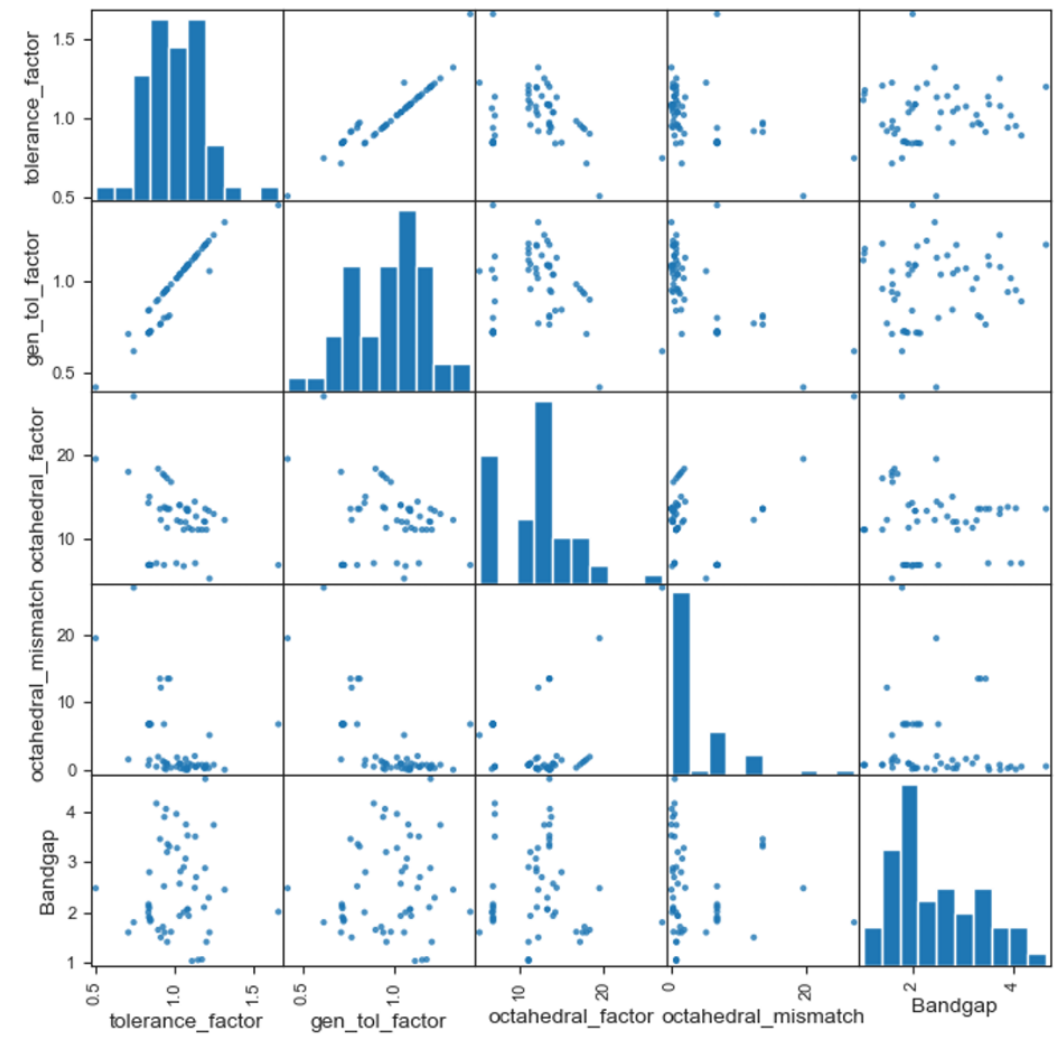 tolerance_factor
1.5
1.0
0.5
gen_tol_factor
1.0
0.5
octahedral_factor
20
10
octahedral_mismatch
20
10
0
Bandgap
4
3
2
1
0.5 1.0 1.5 0.5 1.0 10 20 0 20 2 4
tolerance_factor gen_tol_factor octahedral_factor octahedral_mismatch Bandgap